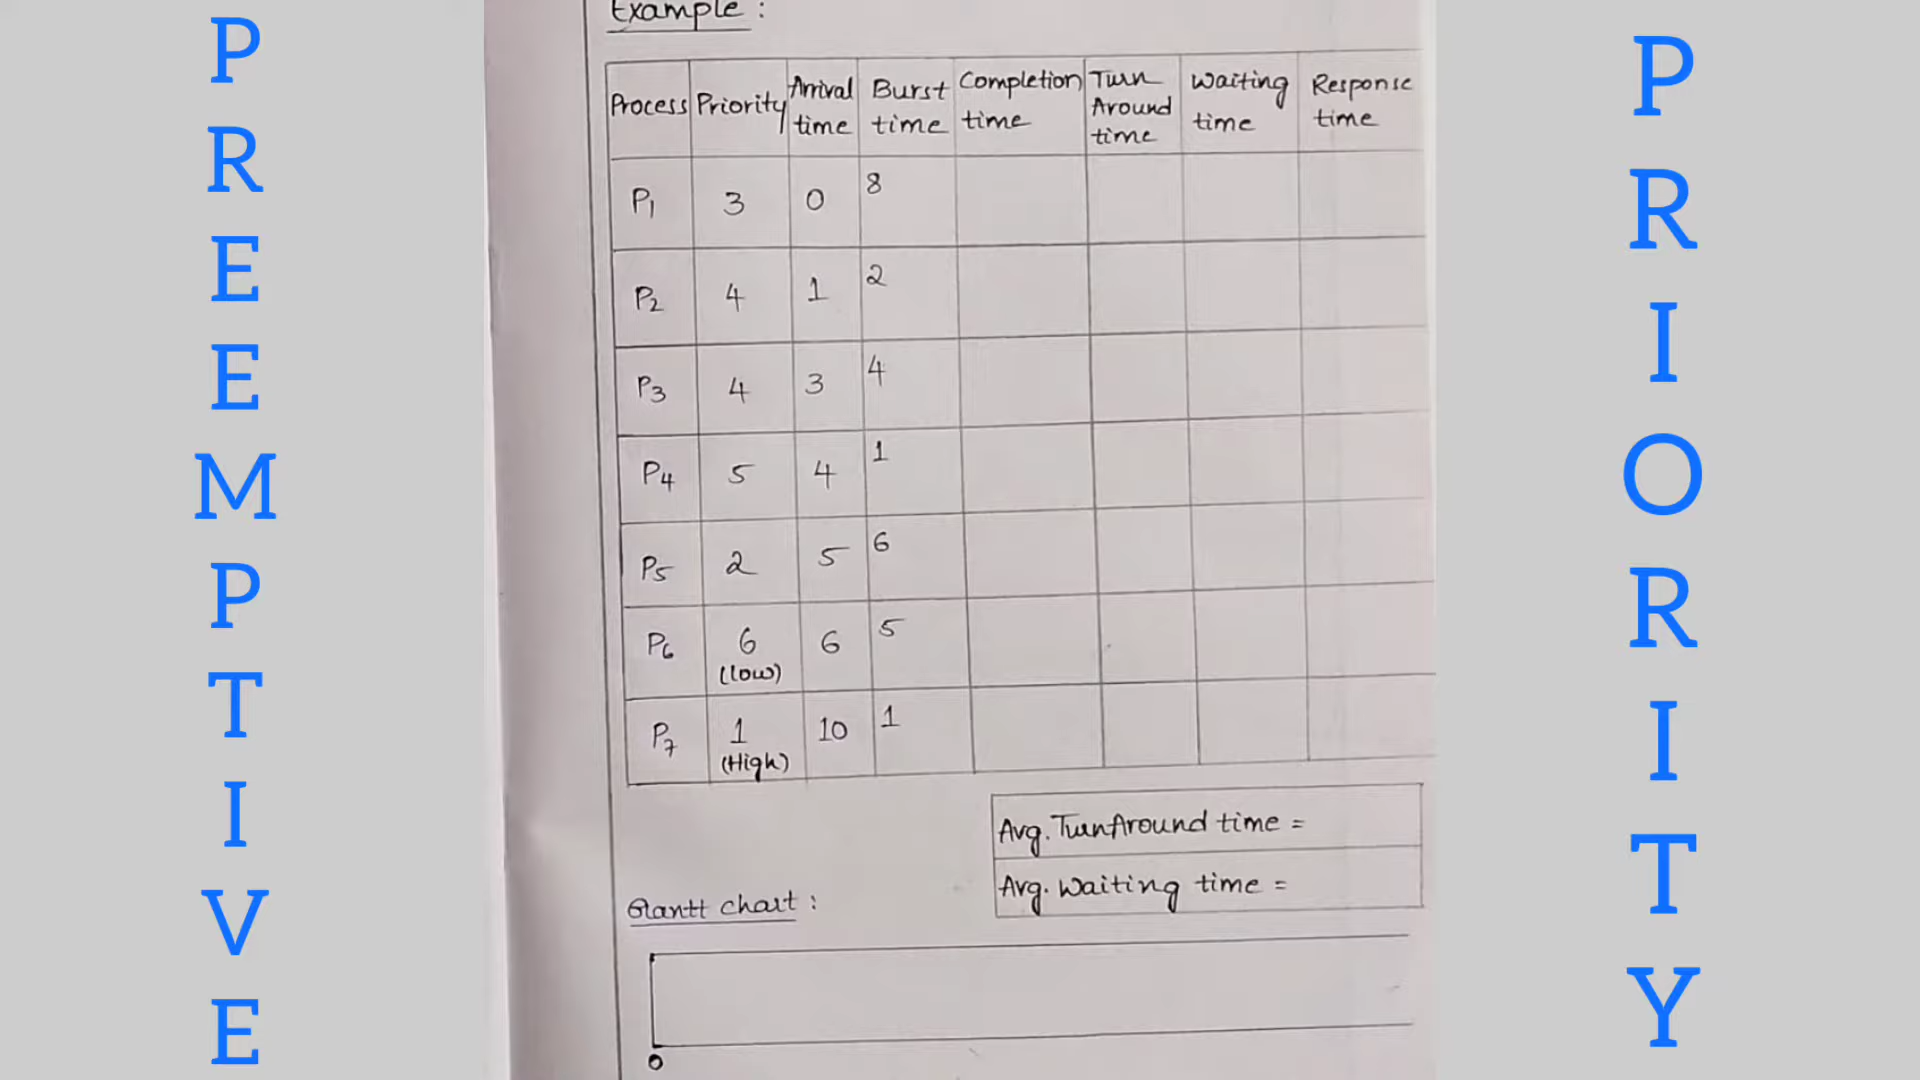 PREEMPTIVE
Example :
Process Priority Arrival time Burst time Completion time Turn Around time Waiting time Response time
P1 3 0 8
P2 4 1 2
P3 4 3 4
P4 5 4 1
P5 2 5 6
P6 6 (low) 6 5
P7 1 (High) 10 1
Avg. TurnAround time =
Avg. Waiting time =
Gantt chart :
0
PRIORITY